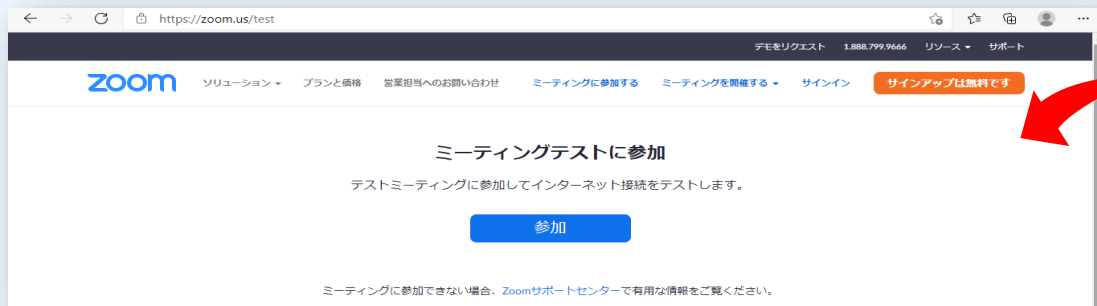 https://zoom.us/test
デモをリクエスト 1.888.799.9666 リソース サポート
zoom ソリューション プランと価格 営業担当へのお問い合わせ ミーティングに参加する ミーティングを開催する サインイン サインアップは無料です
ミーティングテストに参加
テストミーティングに参加してインターネット接続をテストします。
参加
ミーティングに参加できない場合、Zoomサポートセンターで有用な情報をご覧ください。